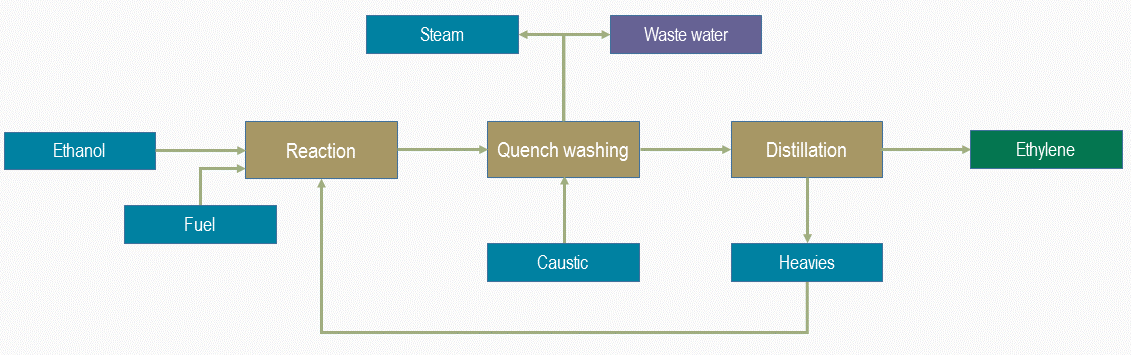 Steam
Waste water
Ethanol
Reaction
Quench washing
Distillation
Ethylene
Fuel
Caustic
Heavies